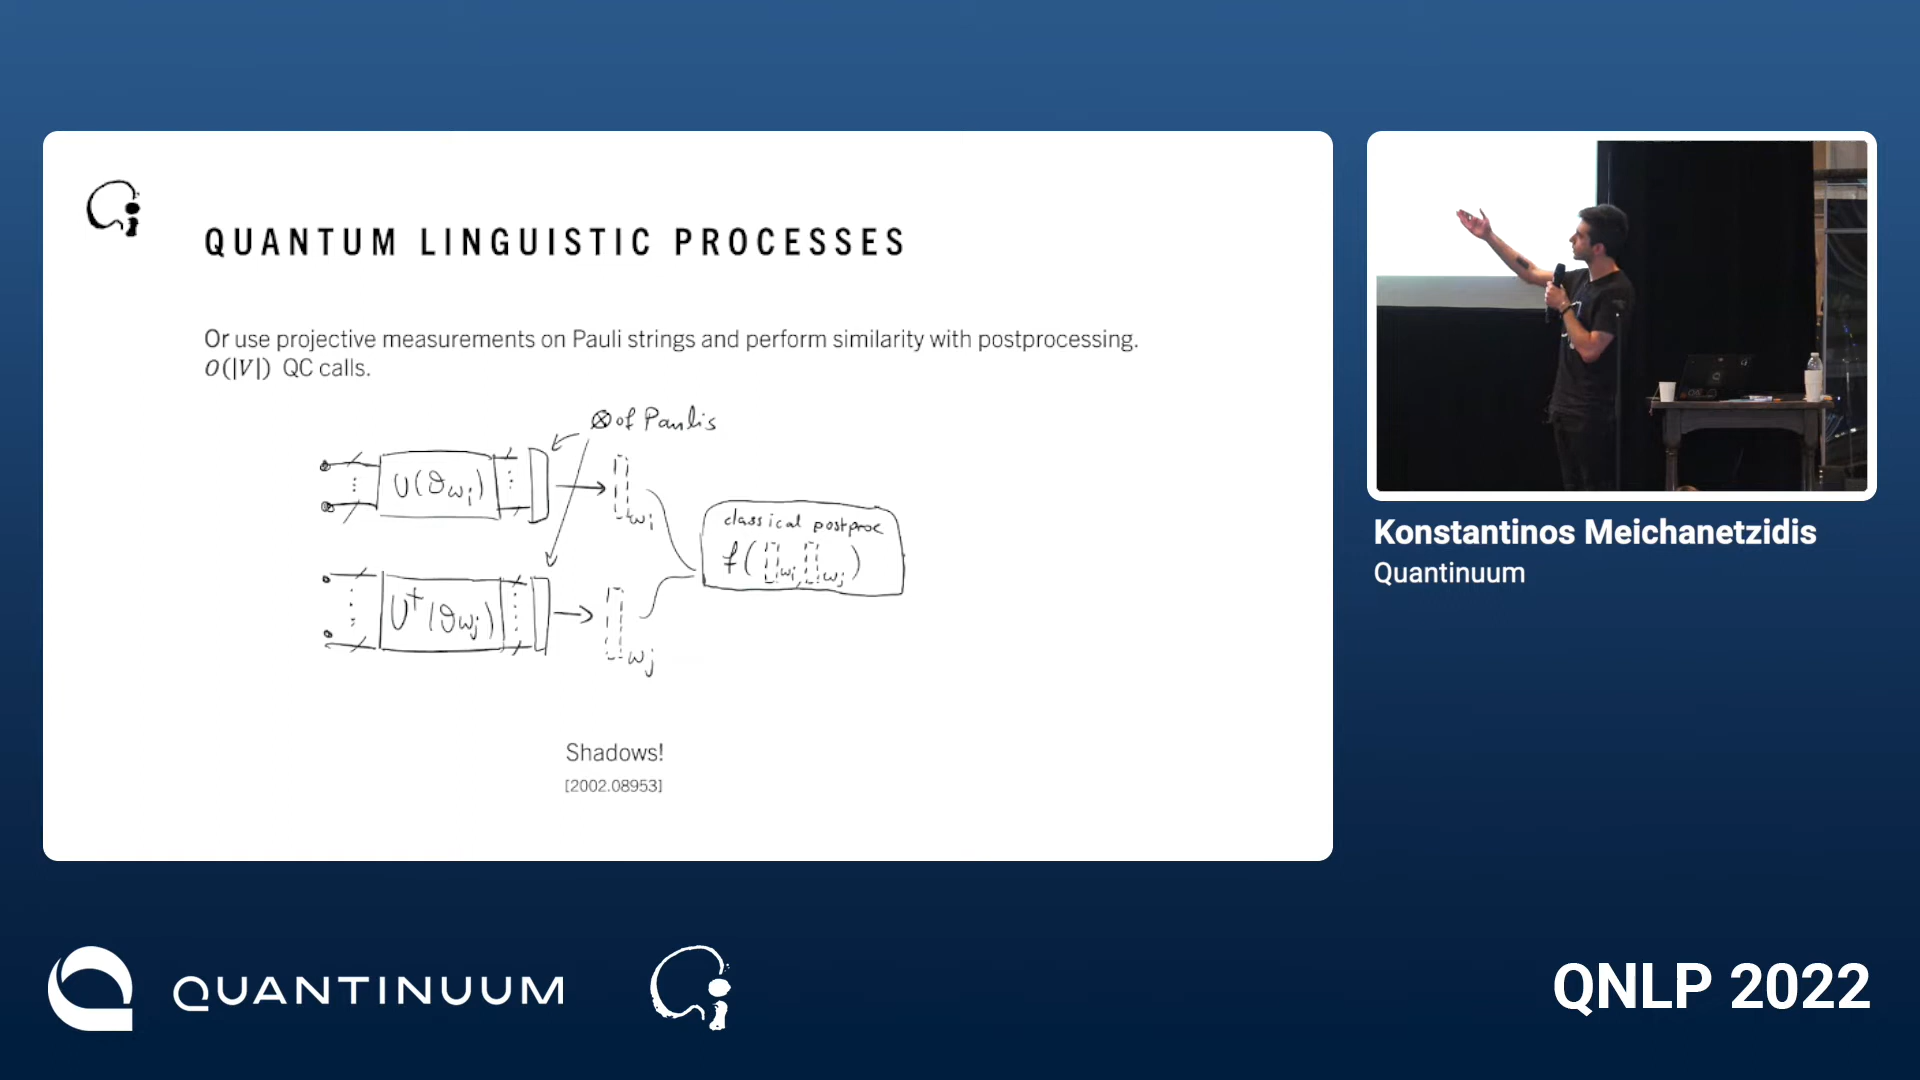 QUANTUM LINGUISTIC PROCESSES
Or use projective measurements on Pauli strings and perform similarity with postprocessing.
O(|V|) QC calls.
⊗ of Paulis
U(θwi)
wi
classical postproc
f( wi, wj )
U†(θwj)
wj
Shadows!
[2002.08953]
Konstantinos Meichanetzidis
Quantinuum
QUANTINUUM
QNLP 2022